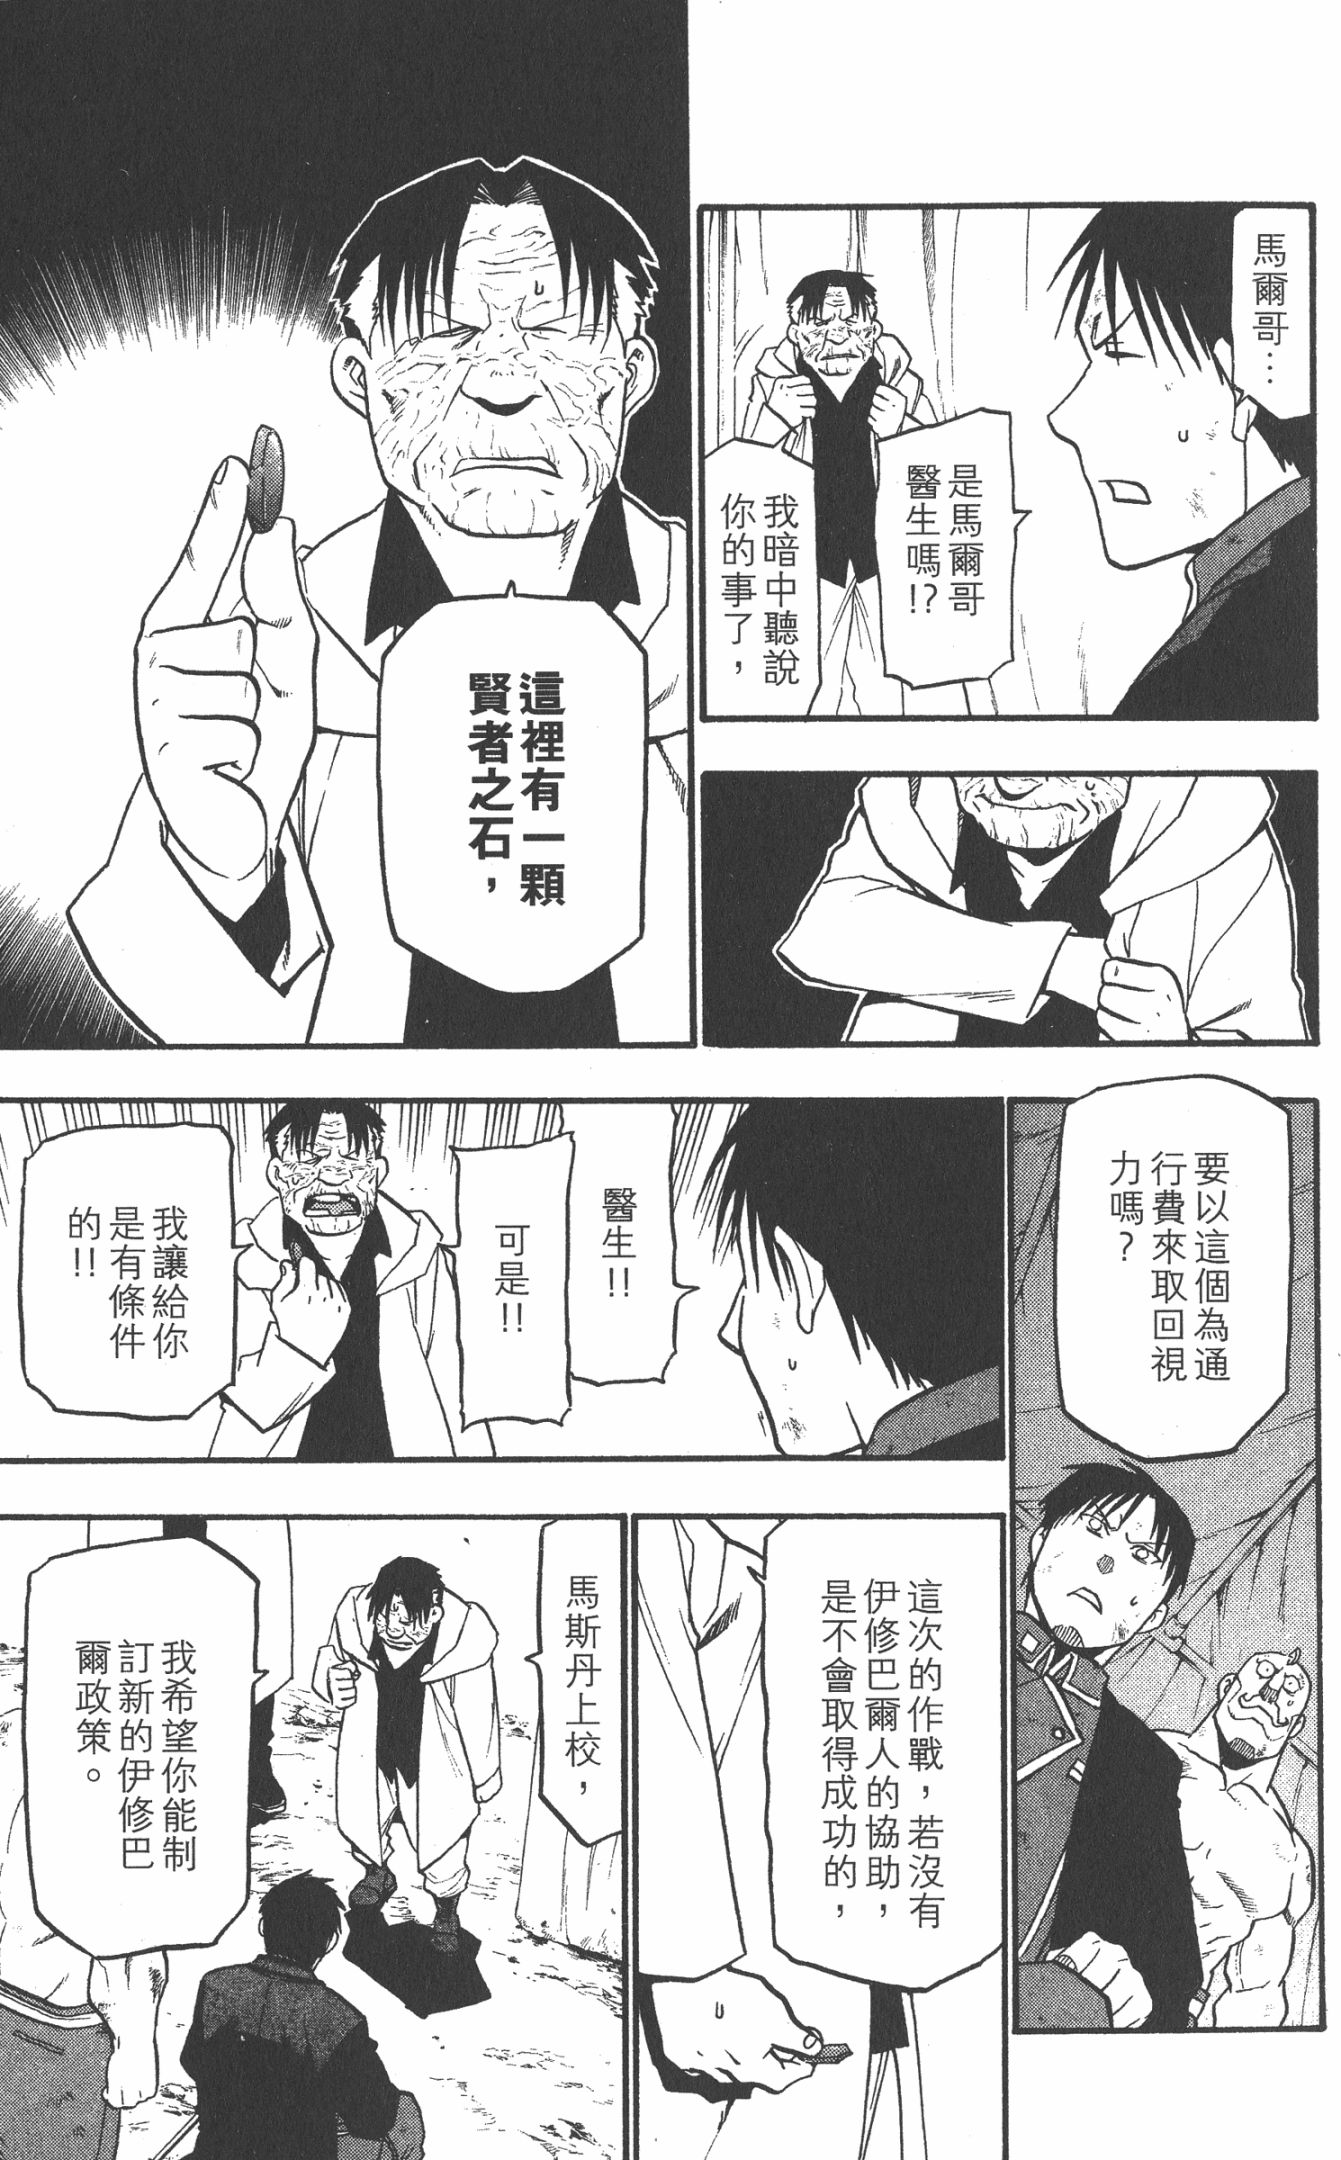 馬爾哥…
是馬爾哥
醫生嗎!?
我暗中聽說
你的事了，
這裡有一顆
賢者之石，
要以這個為通
行費來取回視
力嗎？
醫生!!
可是!!
我讓給你
是有條件
的!!
這次的作戰，若沒有
伊修巴爾人的協助，
是不會取得成功的，
馬斯丹上校，
我希望你能制
訂新的伊修巴
爾政策。